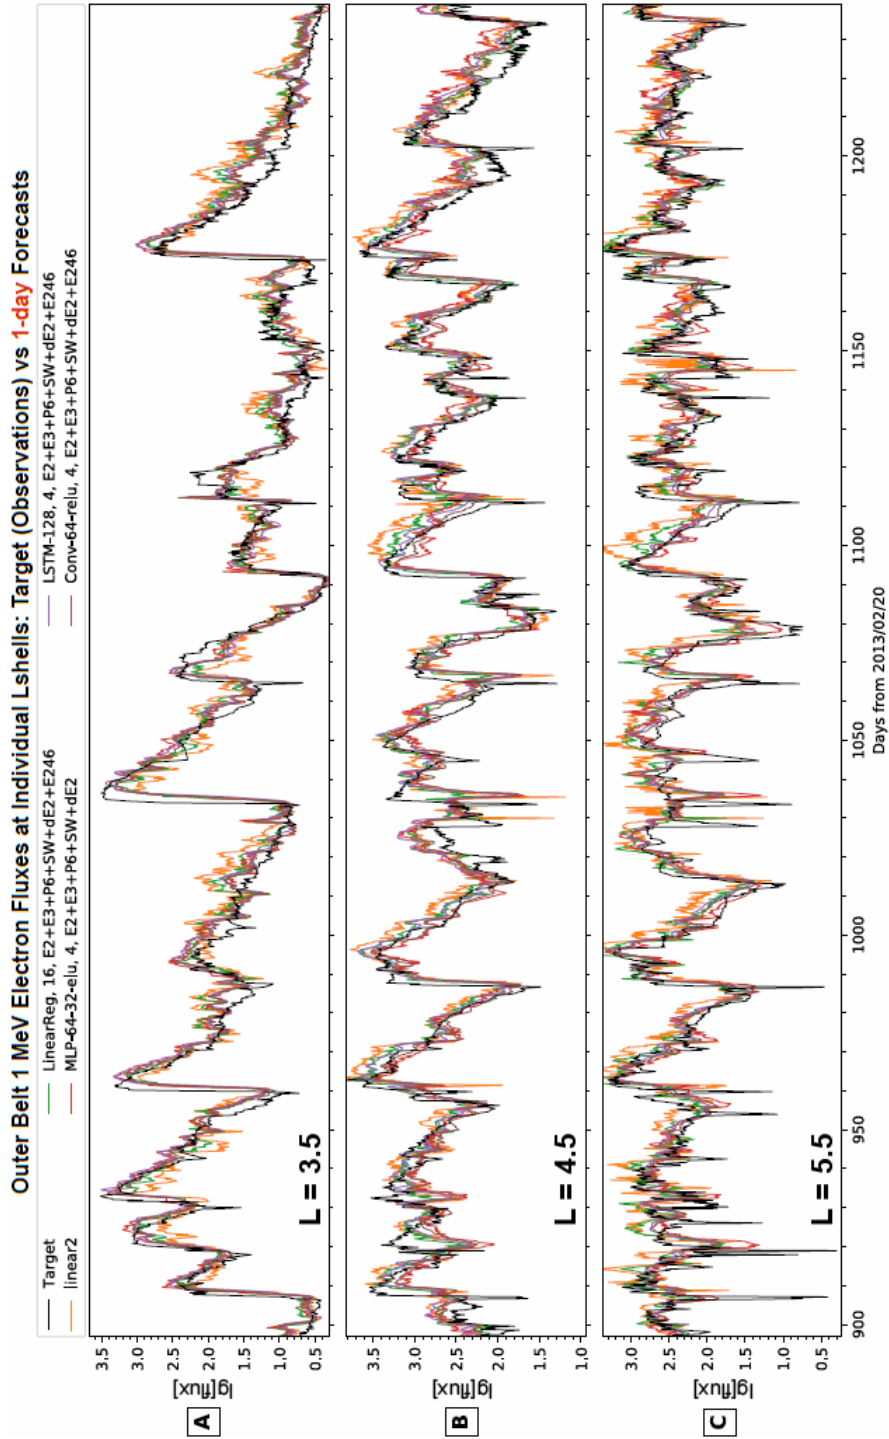 Outer Belt 1 MeV Electron Fluxes at Individual Lshells: Target (Observations) vs 1-day Forecasts
Target
linear2
LinearReg, 16, E2+E3+P6+SW+dE2+E246
MLP-64-32-elu, 4, E2+E3+P6+SW+dE2
LSTM-128, 4, E2+E3+P6+SW+dE2+E246
Conv-64-relu, 4, E2+E3+P6+SW+dE2+E246
A
lg[flux]
3.5
3.0
2.5
2.0
1.5
1.0
0.5
L = 3.5
B
lg[flux]
3.5
3.0
2.5
2.0
1.5
1.0
L = 4.5
C
lg[flux]
3.0
2.5
2.0
1.5
1.0
0.5
L = 5.5
900
950
1000
1050
1100
1150
1200
Days from 2013/02/20